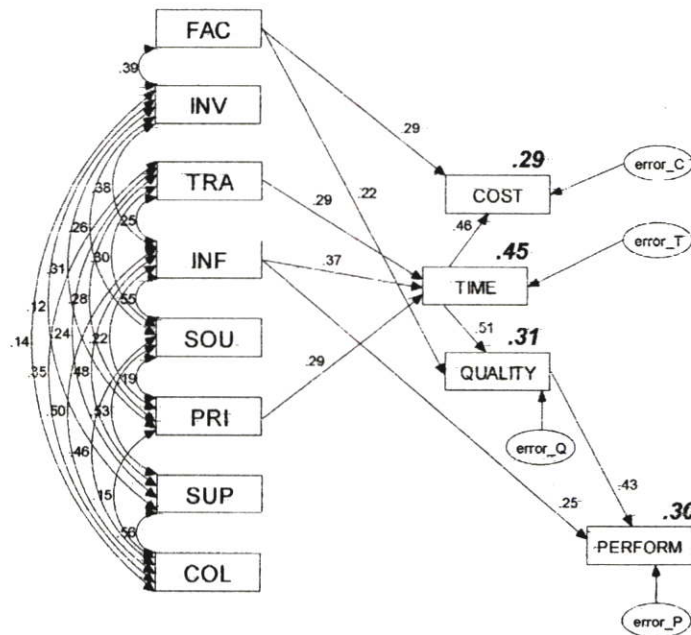 FAC
.39
INV
.29
.29
error_C
.38
TRA
COST
.26
.25
.29
.22
.46
error_T
.31
.30
.45
INF
.37
TIME
.12
.28
.55
.51
.31
.14
.24
.22
SOU
.29
QUALITY
.35
.48
.19
.50
.53
PRI
error_Q
.46
.43
.15
SUP
.25
.30
.56
PERFORM
COL
error_P